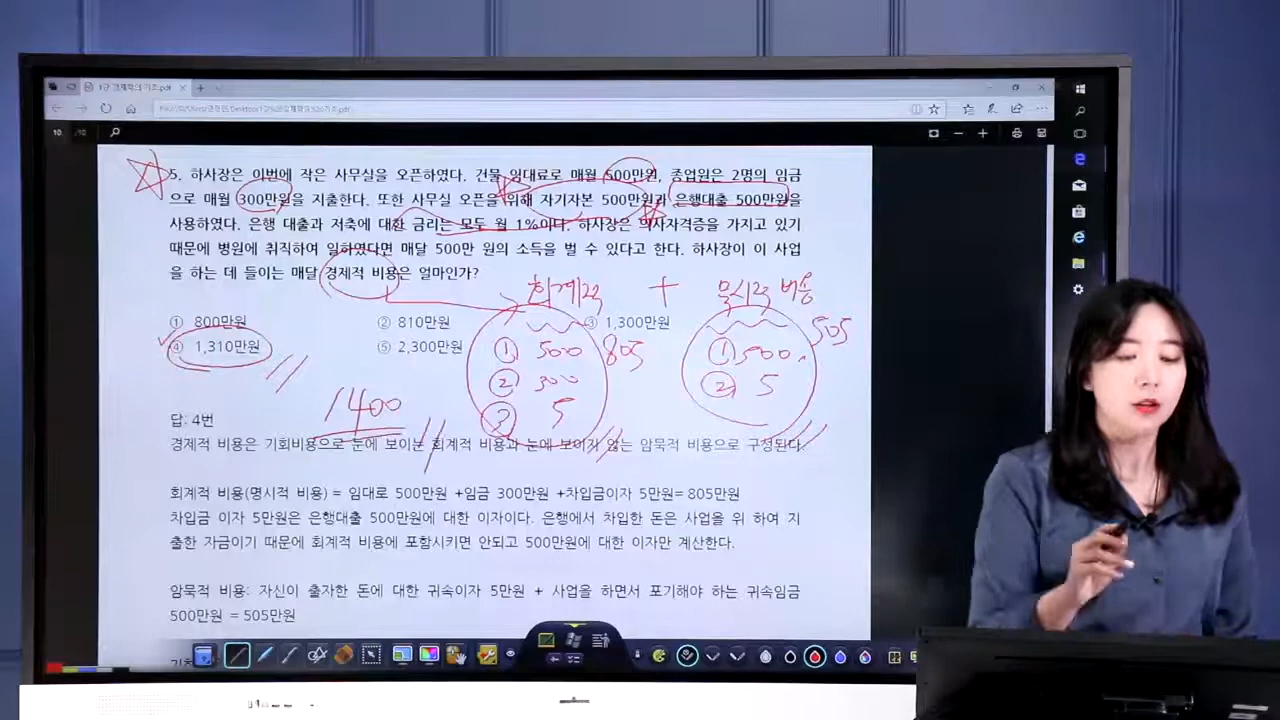 1강 경제학의 기초.pdf
10
5. 하사장은 이번에 작은 사무실을 오픈하였다. 건물 임대료로 매월 500만원, 종업원은 2명의 임금
으로 매월 300만원을 지출한다. 또한 사무실 오픈을 위해 자기자본 500만원과 은행대출 500만원을
사용하였다. 은행 대출과 저축에 대한 금리는 모두 월 1%이다. 하사장은 의사자격증을 가지고 있기
때문에 병원에 취직하여 일하였다면 매달 500만 원의 소득을 벌 수 있다고 한다. 하사장이 이 사업
을 하는 데 들이는 매달 경제적 비용은 얼마인가?
회계적 + 묵시적 비용
① 800만원 ② 810만원 ③ 1,300만원
④ 1,310만원 ⑤ 2,300만원
① 500 805
② 300
5
① 500 505
② 5
1400
답: 4번
경제적 비용은 기회비용으로 눈에 보이는 회계적 비용과 눈에 보이지 않는 암묵적 비용으로 구성된다.
회계적 비용(명시적 비용) = 임대로 500만원 +임금 300만원 +차입금이자 5만원= 805만원
차입금 이자 5만원은 은행대출 500만원에 대한 이자이다. 은행에서 차입한 돈은 사업을 위 하여 지
출한 자금이기 때문에 회계적 비용에 포함시키면 안되고 500만원에 대한 이자만 계산한다.
암묵적 비용: 자신이 출자한 돈에 대한 귀속이자 5만원 + 사업을 하면서 포기해야 하는 귀속임금
500만원 = 505만원